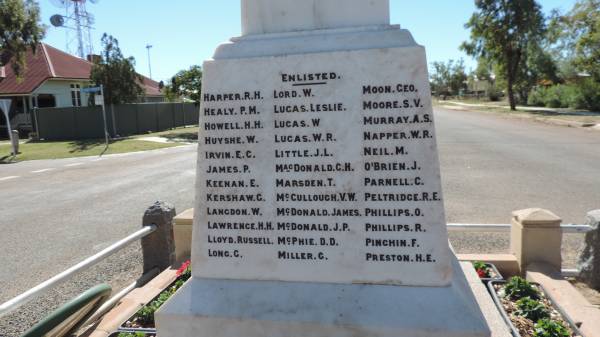 ENLISTED.
HARPER. R.H.
HEALY. P.M.
HOWELL. H.H.
HUYSHE. W.
IRVIN. E.C.
JAMES. P.
KEENAN. E.
KERSHAW. G.
LANGDON. W.
LAWRENCE. H.H.
LLOYD. RUSSELL.
LONG. G.
LORD. W.
LUCAS. LESLIE.
LUCAS. W
LUCAS. W.R.
LITTLE. J.L.
MACDONALD. G.H.
MARSDEN. T.
MCCULLOUGH. V.W.
MCDONALD. JAMES.
MCDONALD. J.P.
MCPHIE. D.D.
MILLER. G.
MOON. GEO.
MOORE. S.V.
MURRAY. A.S.
NAPPER. W.R.
NEIL. M.
O'BRIEN. J.
PARNELL. C.
PELTRIDGE. R.E.
PHILLIPS. O.
PHILLIPS. R.
PINCHIN. F.
PRESTON. H.E.